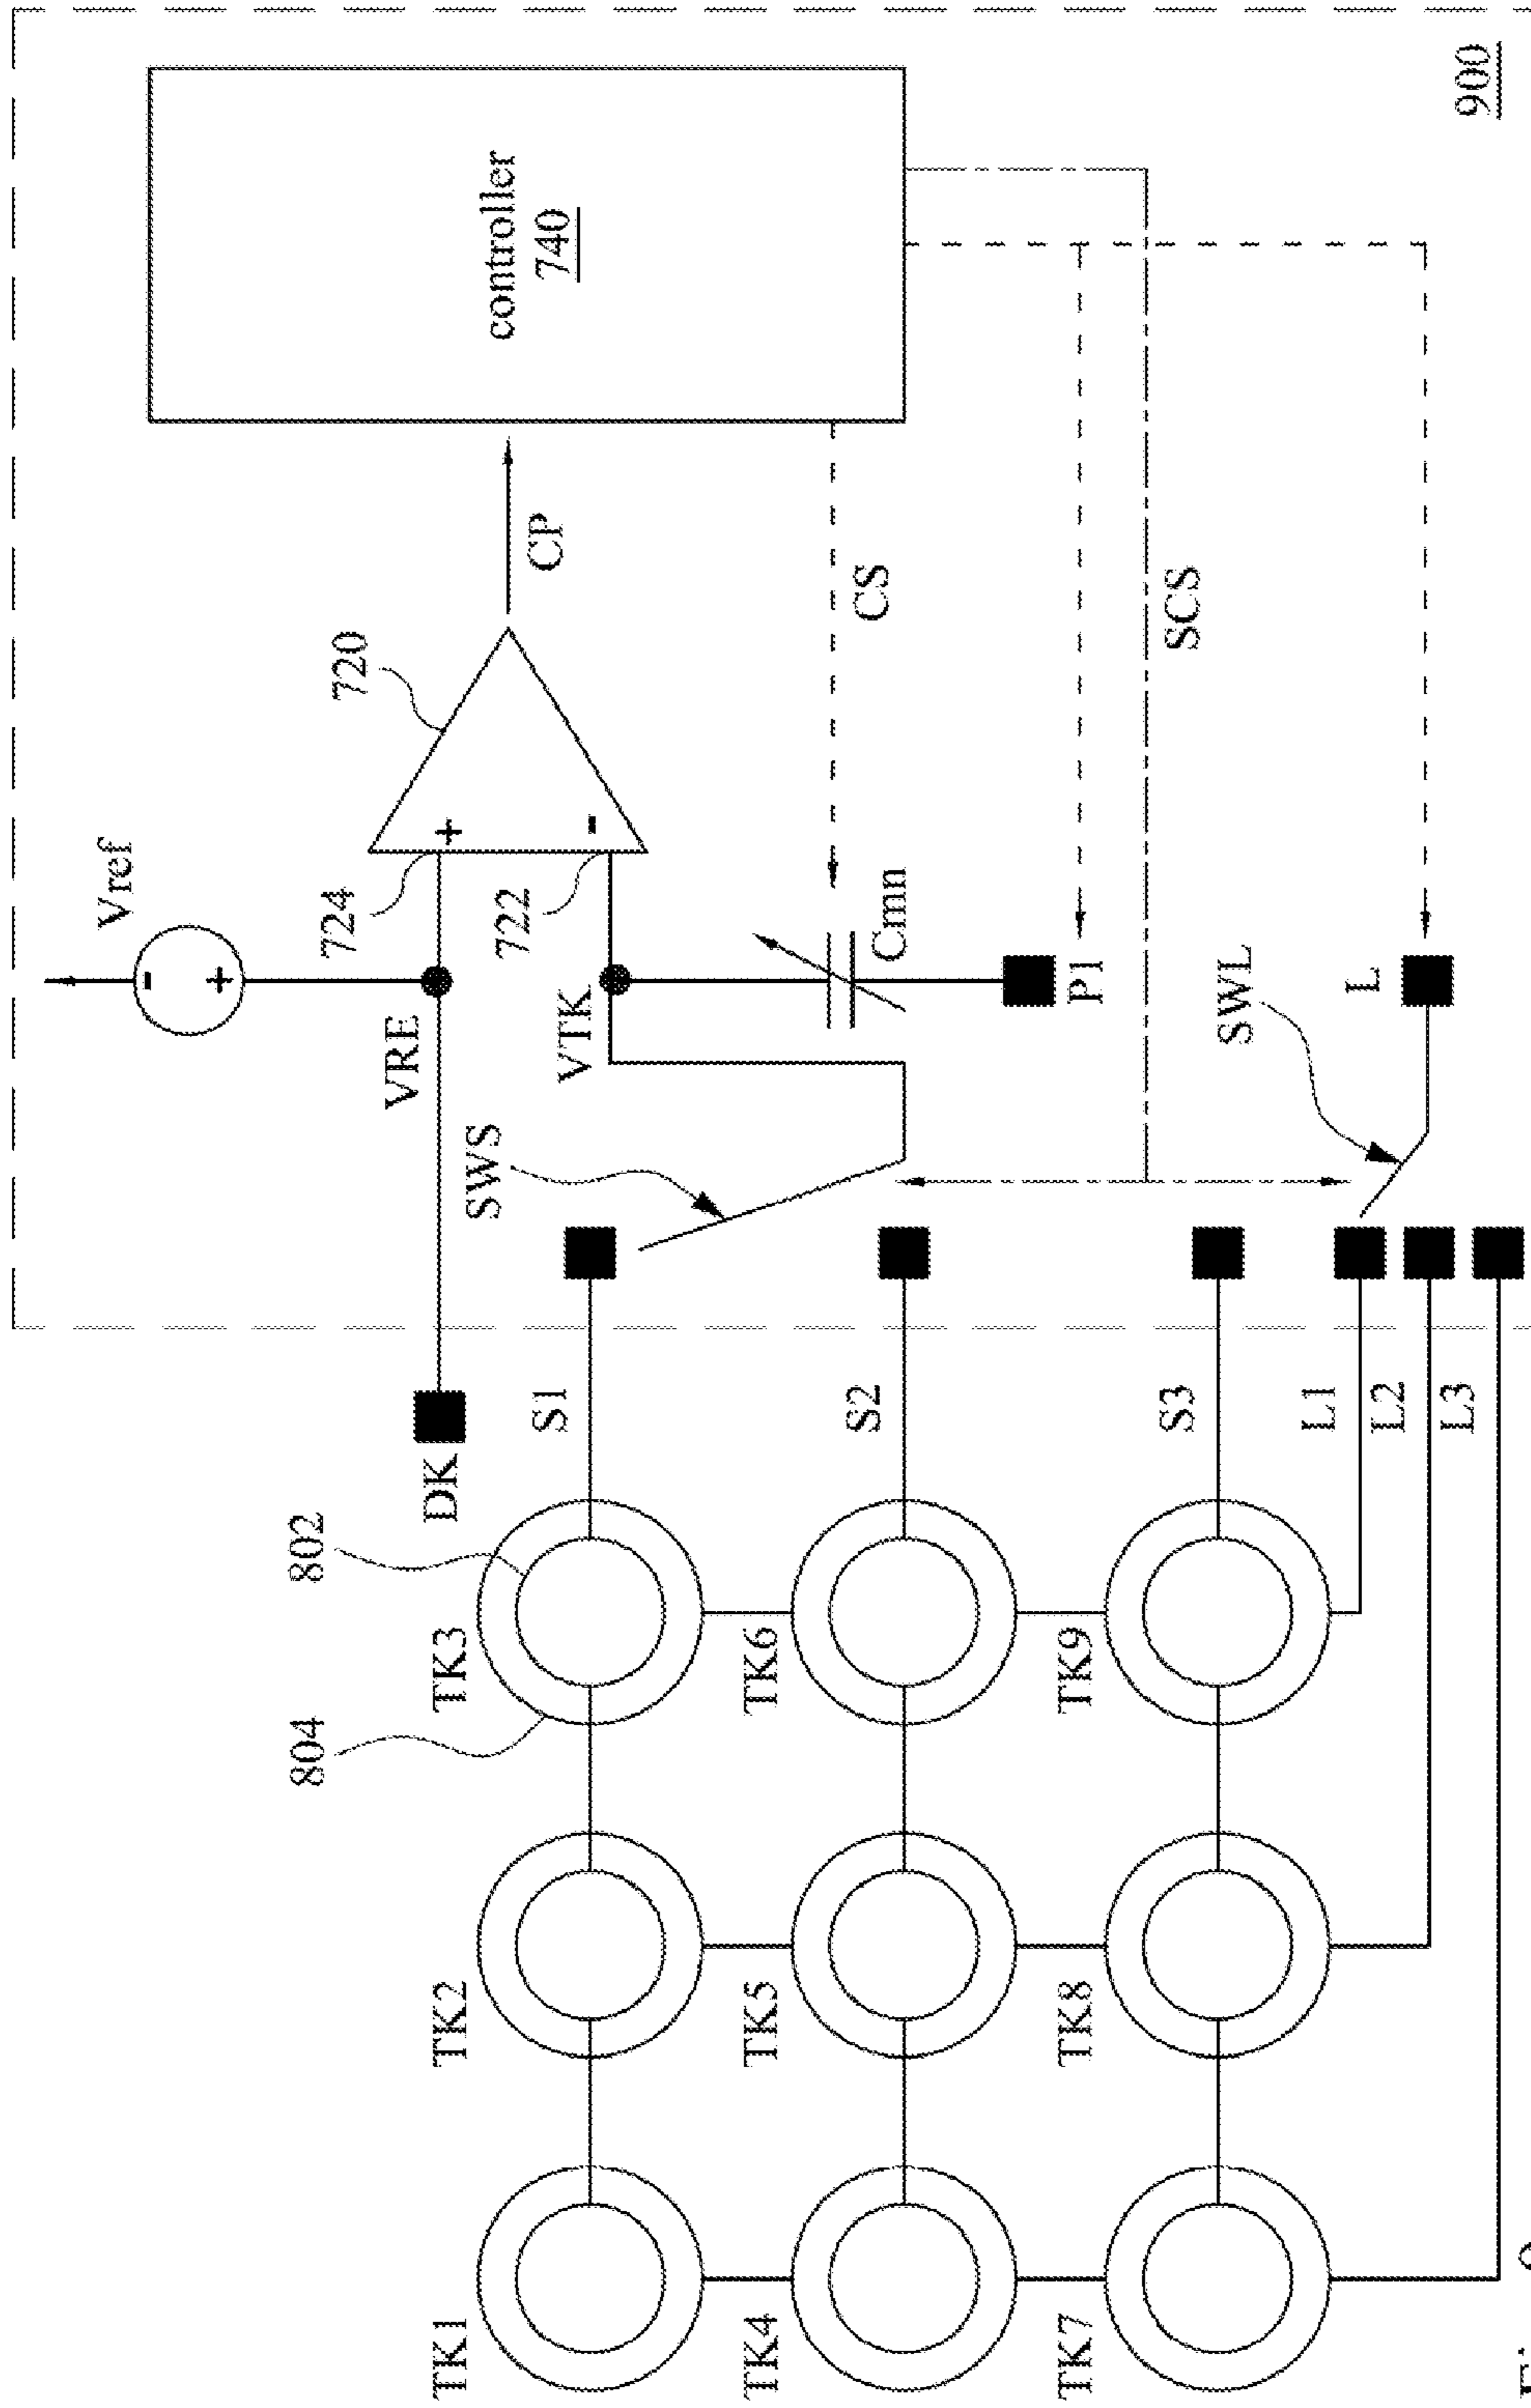 900
controller
740
Vref
-
+
720
CP
724
+
722
-
VRE
VTK
CS
Cmn
P1
SCS
SWS
SWL
L
DK
S1
S2
S3
L1
L2
L3
802
804
TK3
TK6
TK9
TK2
TK5
TK8
TK1
TK4
TK7